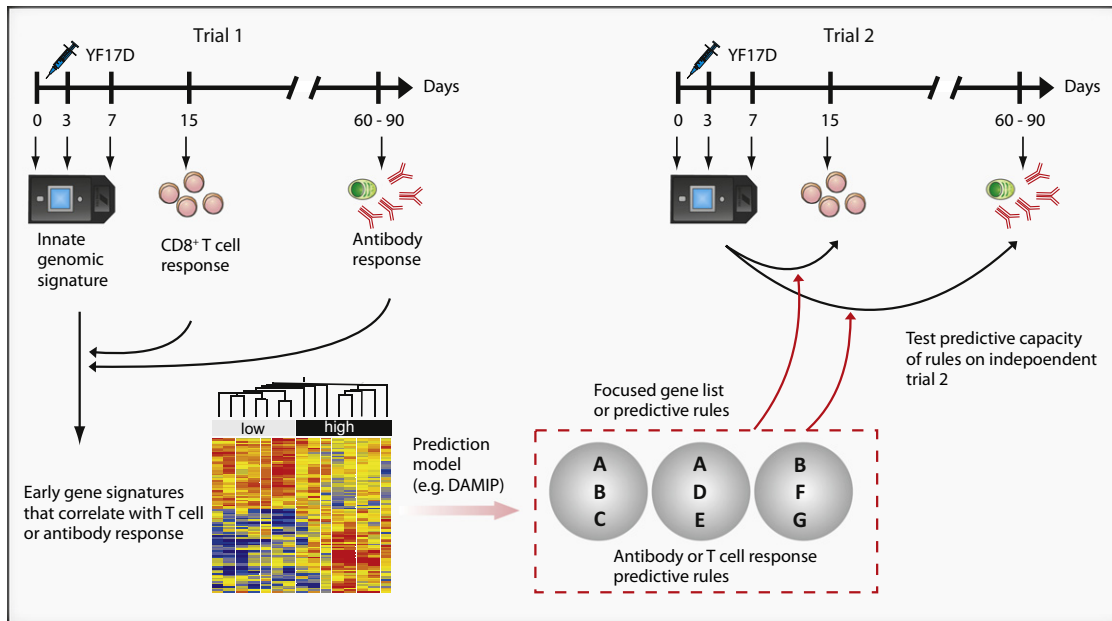 Trial 1
YF17D
Days
0 3 7 15 60 - 90
Innate
genomic
signature
CD8+ T cell
response
Antibody
response
Early gene signatures
that correlate with T cell
or antibody response
low high
Prediction
model
(e.g. DAMIP)
Trial 2
YF17D
Days
0 3 7 15 60 - 90
Test predictive capacity
of rules on indepoendent
trial 2
Focused gene list
or predictive rules
A A B
B D F
C E G
Antibody or T cell response
predictive rules